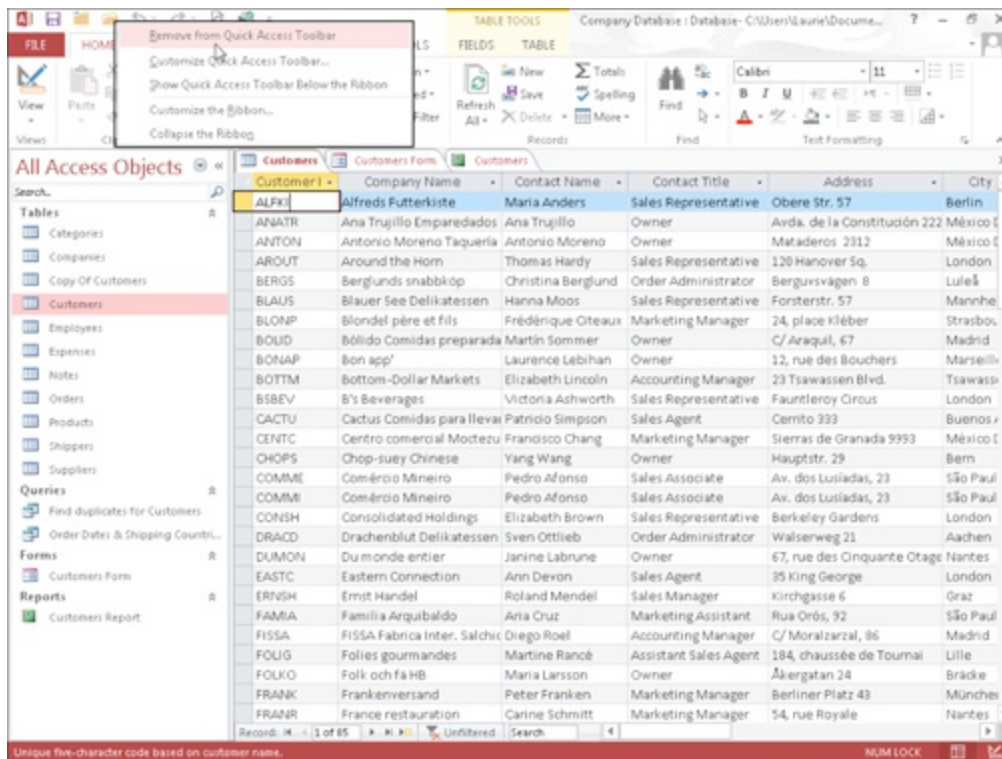 TABLE TOOLS Company Database : Database- C:\Users\Laurie\Docume... ?
FILE HOME LS FIELDS TABLE
Remove from Quick Access Toolbar
Customize Quick Access Toolbar...
Show Quick Access Toolbar Below the Ribbon
Customize the Ribbon...
Collapse the Ribbon
View Paste Filter Refresh All New Save Delete Totals Spelling More Find Calibri 11 B I U A
Views Records Find Text Formatting
All Access Objects
Search...
Tables
Categories
Companies
Copy Of Customers
Customers
Employees
Expenses
Notes
Orders
Products
Shippers
Suppliers
Queries
Find duplicates for Customers
Order Dates & Shipping Countri...
Forms
Customers Form
Reports
Customers Report
Customers Customers Form Customers
Customer I Company Name Contact Name Contact Title Address City
ALFKI Alfreds Futterkiste Maria Anders Sales Representative Obere Str. 57 Berlin
ANATR Ana Trujillo Emparedados Ana Trujillo Owner Avda. de la Constitución 222 México D
ANTON Antonio Moreno Taquería Antonio Moreno Owner Mataderos 2312 México D
AROUT Around the Horn Thomas Hardy Sales Representative 120 Hanover Sq. London
BERGS Berglunds snabbköp Christina Berglund Order Administrator Berguvsvägen 8 Luleå
BLAUS Blauer See Delikatessen Hanna Moos Sales Representative Forsterstr. 57 Mannhe
BLONP Blondel père et fils Frédérique Citeaux Marketing Manager 24, place Kléber Strasbou
BOLID Bólido Comidas preparada Martín Sommer Owner C/ Araquil, 67 Madrid
BONAP Bon app' Laurence Lebihan Owner 12, rue des Bouchers Marseille
BOTTM Bottom-Dollar Markets Elizabeth Lincoln Accounting Manager 23 Tsawassen Blvd. Tsawass
BSBEV B's Beverages Victoria Ashworth Sales Representative Fauntleroy Circus London
CACTU Cactus Comidas para llevar Patricio Simpson Sales Agent Cerrito 333 Buenos A
CENTC Centro comercial Moctezu Francisco Chang Marketing Manager Sierras de Granada 9993 México D
CHOPS Chop-suey Chinese Yang Wang Owner Hauptstr. 29 Bern
COMME Comércio Mineiro Pedro Afonso Sales Associate Av. dos Lusíadas, 23 São Paul
COMMI Comércio Mineiro Pedro Afonso Sales Associate Av. dos Lusíadas, 23 São Paul
CONSH Consolidated Holdings Elizabeth Brown Sales Representative Berkeley Gardens London
DRACD Drachenblut Delikatessen Sven Ottlieb Order Administrator Walserweg 21 Aachen
DUMON Du monde entier Janine Labrune Owner 67, rue des Cinquante Otage Nantes
EASTC Eastern Connection Ann Devon Sales Agent 35 King George London
ERNSH Ernst Handel Roland Mendel Sales Manager Kirchgasse 6 Graz
FAMIA Familia Arquibaldo Aria Cruz Marketing Assistant Rua Orós, 92 São Paul
FISSA FISSA Fabrica Inter. Salchic Diego Roel Accounting Manager C/ Moralzarzal, 86 Madrid
FOLIG Folies gourmandes Martine Rancé Assistant Sales Agent 184, chaussée de Tournai Lille
FOLKO Folk och fä HB Maria Larsson Owner Åkergatan 24 Bräcke
FRANK Frankenversand Peter Franken Marketing Manager Berliner Platz 43 Münche
FRANR France restauration Carine Schmitt Marketing Manager 54, rue Royale Nantes
Record: 1 of 85 Unfiltered Search
Unique five-character code based on customer name. NUM LOCK